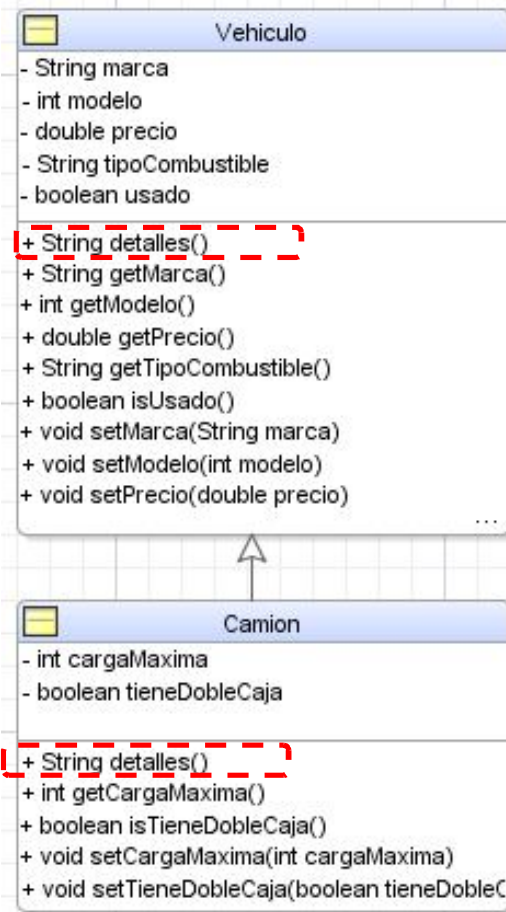 Vehiculo
- String marca
- int modelo
- double precio
- String tipoCombustible
- boolean usado
+ String detalles()
+ String getMarca()
+ int getModelo()
+ double getPrecio()
+ String getTipoCombustible()
+ boolean isUsado()
+ void setMarca(String marca)
+ void setModelo(int modelo)
+ void setPrecio(double precio)
...
Camion
- int cargaMaxima
- boolean tieneDobleCaja
+ String detalles()
+ int getCargaMaxima()
+ boolean isTieneDobleCaja()
+ void setCargaMaxima(int cargaMaxima)
+ void setTieneDobleCaja(boolean tieneDobleC